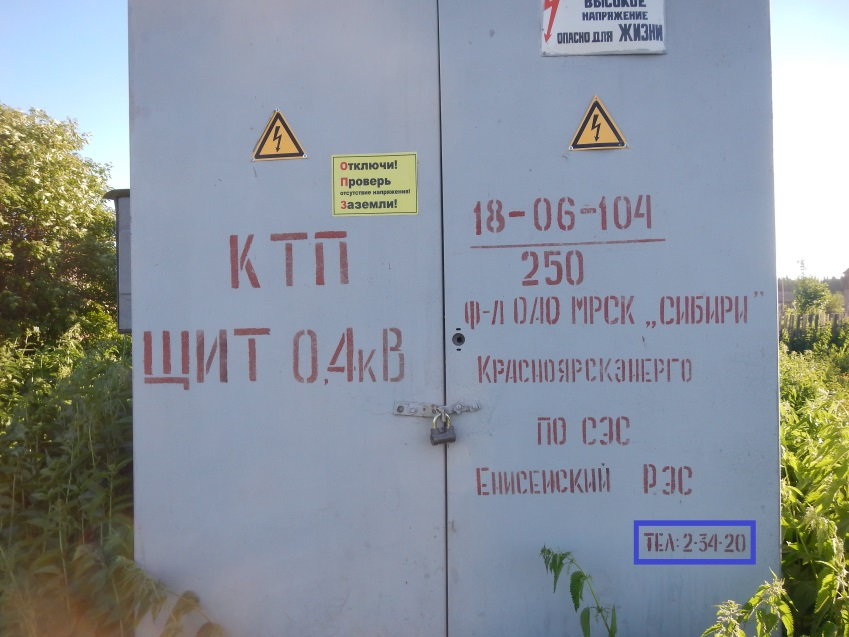 ВЫСОКОЕ
НАПРЯЖЕНИЕ
ОПАСНО ДЛЯ ЖИЗНИ
Отключи!
Проверь
отсутствие напряжения!
Заземли!
КТП
ЩИТ 0,4кВ
18-06-104
250
Ф-Л ОАО МРСК „СИБИРИ"
КРАСНОЯРСКЭНЕРГО
ПО СЭС
ЕНИСЕЙСКИЙ РЭС
ТЕЛ: 2-34-20